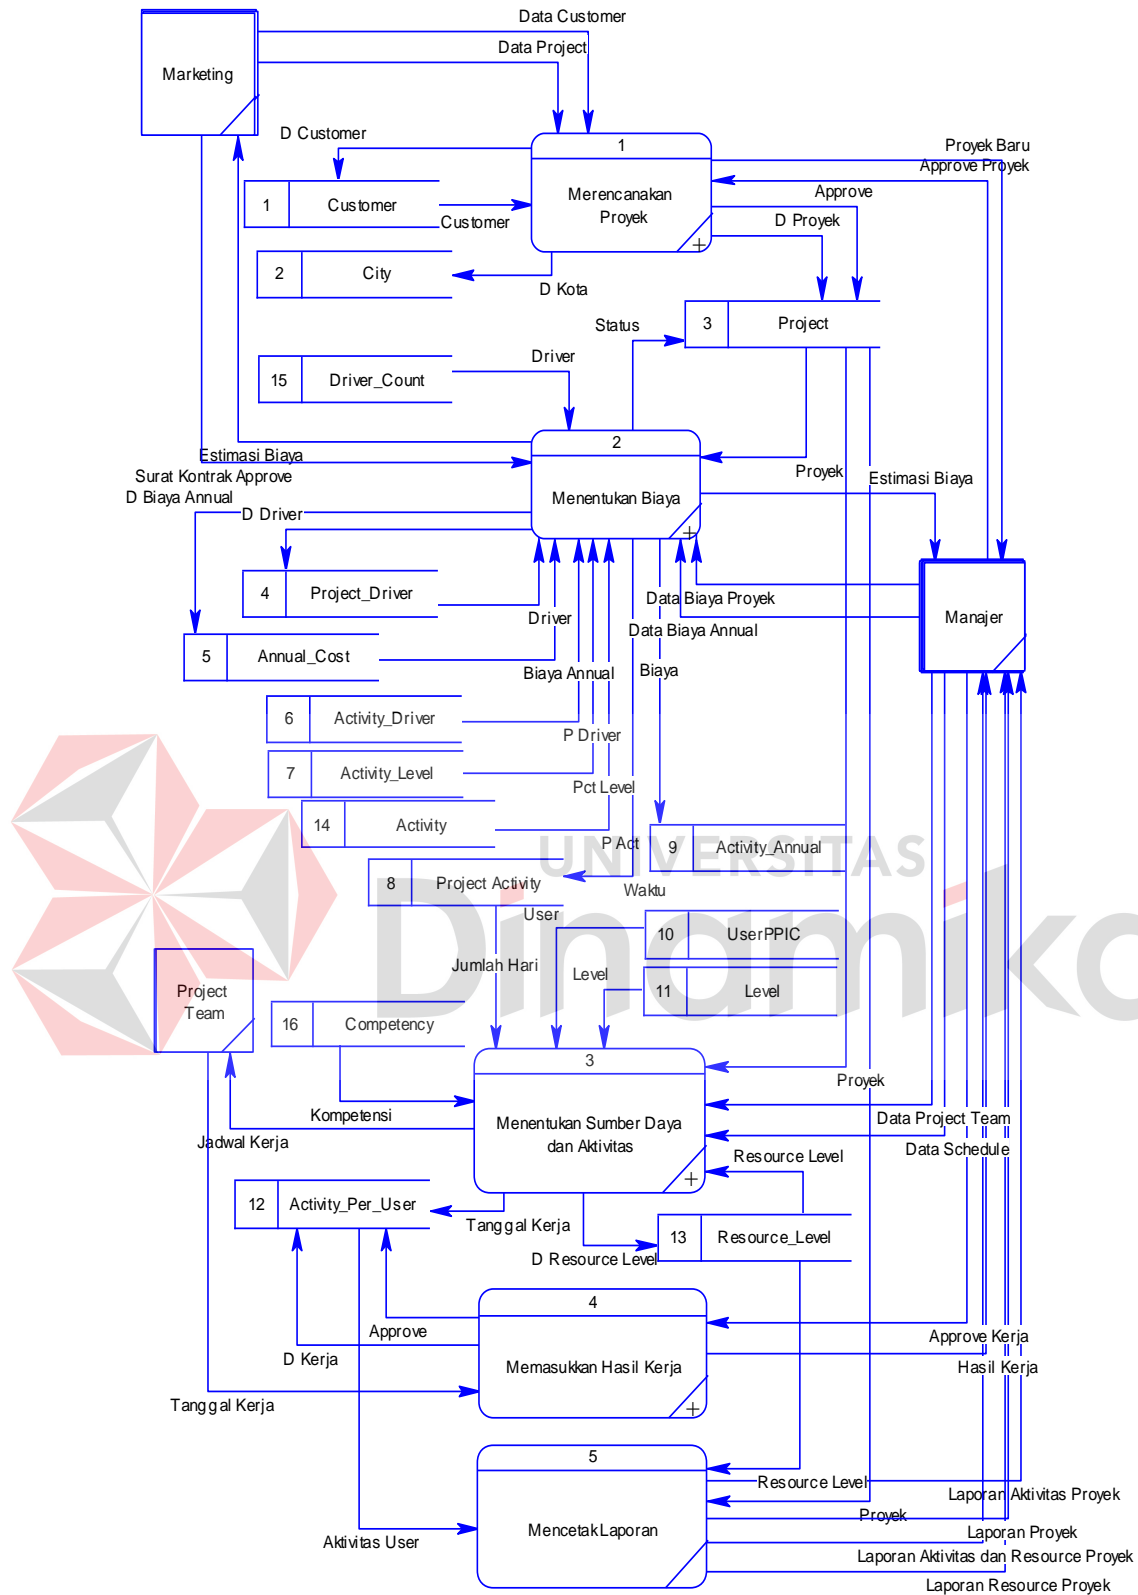 Data Customer
Data Project
Marketing
D Customer
1
Merencanakan
Proyek
Proyek Baru
Approve Proyek
Approve
D Proyek
1
Customer
Customer
2
City
D Kota
3
Project
Status
Driver
15
Driver_Count
2
Menentukan Biaya
Estimasi Biaya
Surat Kontrak Approve
D Biaya Annual
D Driver
Proyek
Estimasi Biaya
4
Project_Driver
Driver
Data Biaya Proyek
Data Biaya Annual
Manajer
5
Annual_Cost
Biaya Annual
Biaya
6
Activity_Driver
P Driver
7
Activity_Level
Pct Level
14
Activity
P Act
9
Activity_Annual
UNIVERSITAS
Dinamika
8
Project Activity
Waktu
User
10
UserPPIC
Jumlah Hari
Level
11
Level
Project
Team
16
Competency
3
Menentukan Sumber Daya
dan Aktivitas
Proyek
Kompetensi
Jadwal Kerja
Data Project Team
Data Schedule
Resource Level
12
Activity_Per_User
Tanggal Kerja
13
Resource_Level
D Resource Level
4
Memasukkan Hasil Kerja
Approve
D Kerja
Approve Kerja
Hasil Kerja
Tanggal Kerja
5
Mencetak Laporan
Resource Level
Laporan Aktivitas Proyek
Proyek
Laporan Proyek
Aktivitas User
Laporan Aktivitas dan Resource Proyek
Laporan Resource Proyek